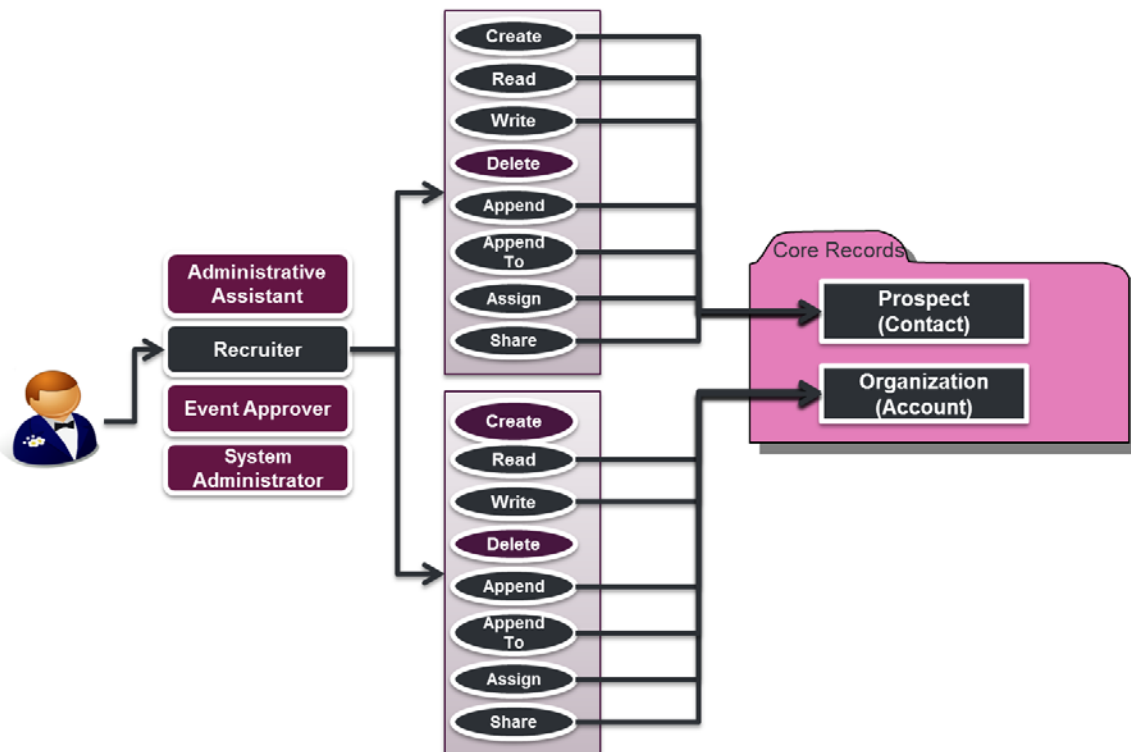 Administrative
Assistant
Recruiter
Event Approver
System
Administrator
Create
Read
Write
Delete
Append
Append
To
Assign
Share
Create
Read
Write
Delete
Append
Append
To
Assign
Share
Core Records
Prospect
(Contact)
Organization
(Account)